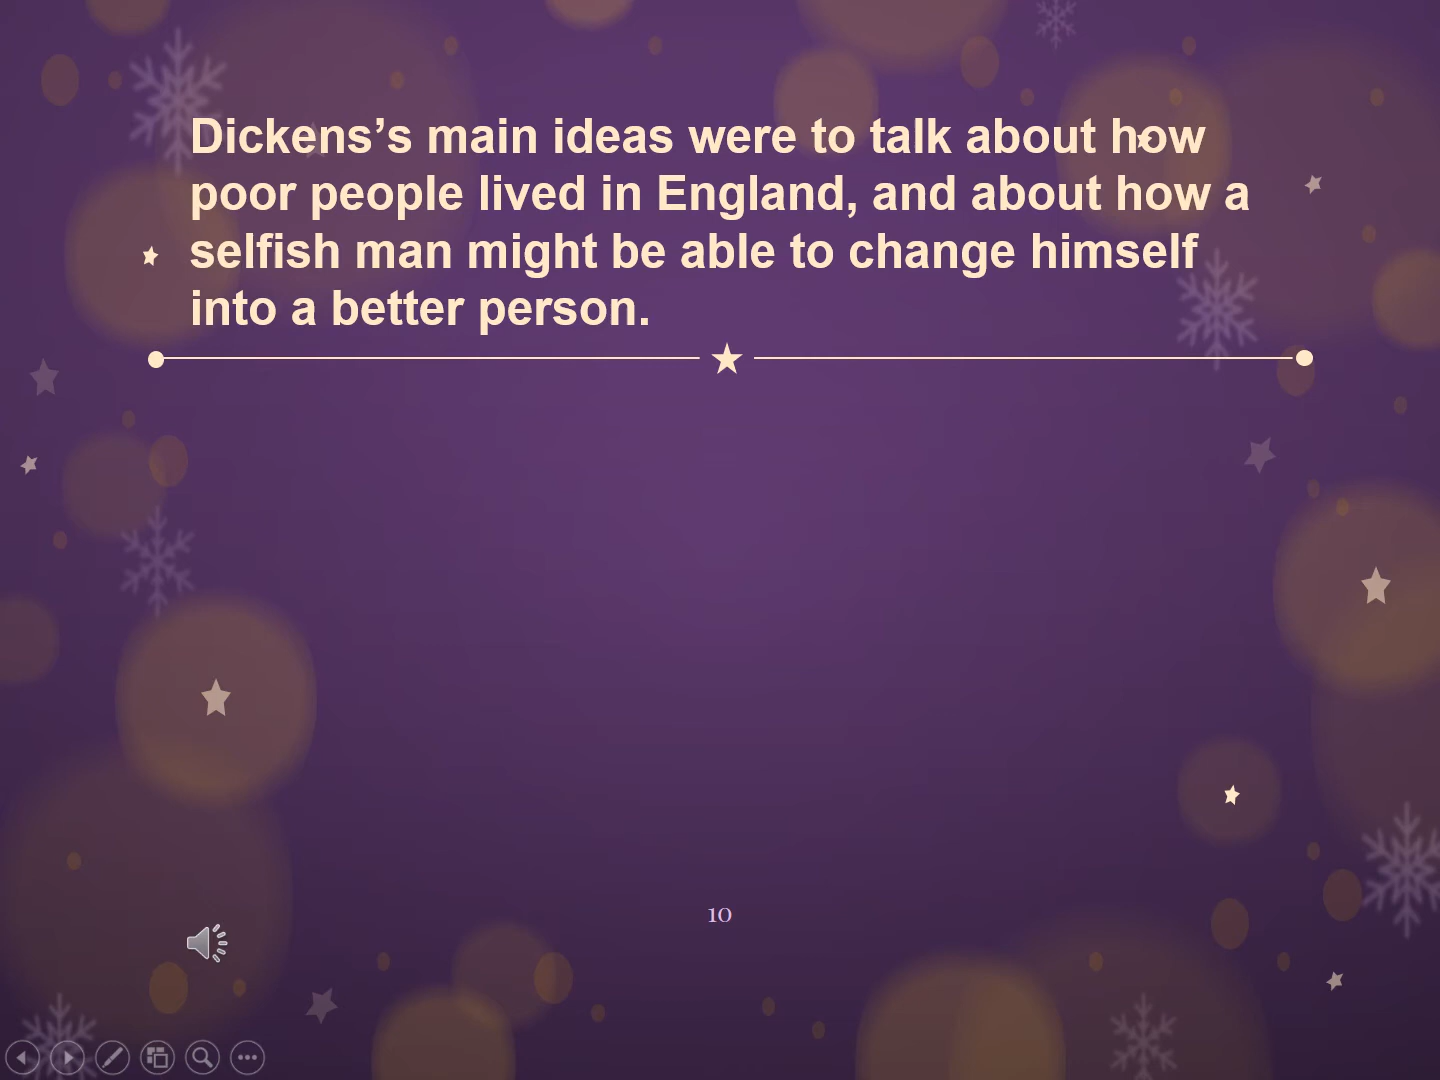 Dickens’s main ideas were to talk about how
poor people lived in England, and about how a
selfish man might be able to change himself
into a better person.
10